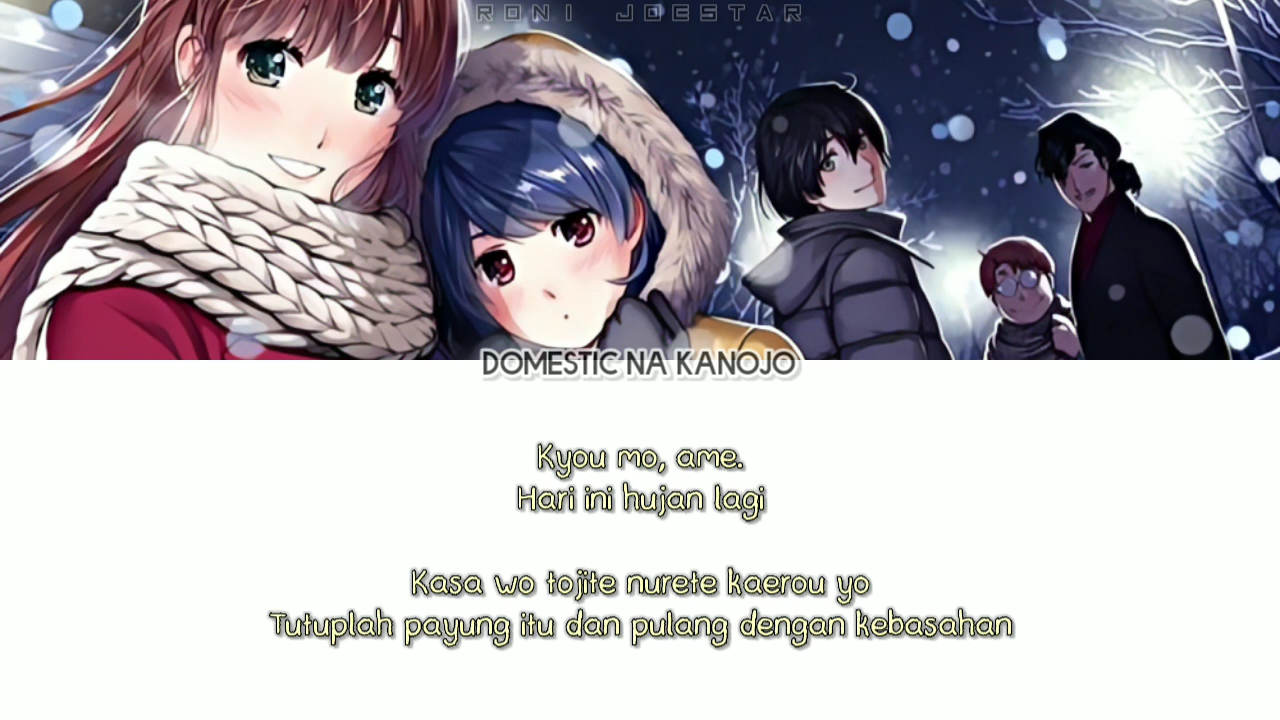 RONI JOESTAR
DOMESTIC NA KANOJO
Kyou mo, ame.
Hari ini hujan lagi
Kasa wo tojite nurete kaerou yo
Tutuplah payung itu dan pulang dengan kebasahan